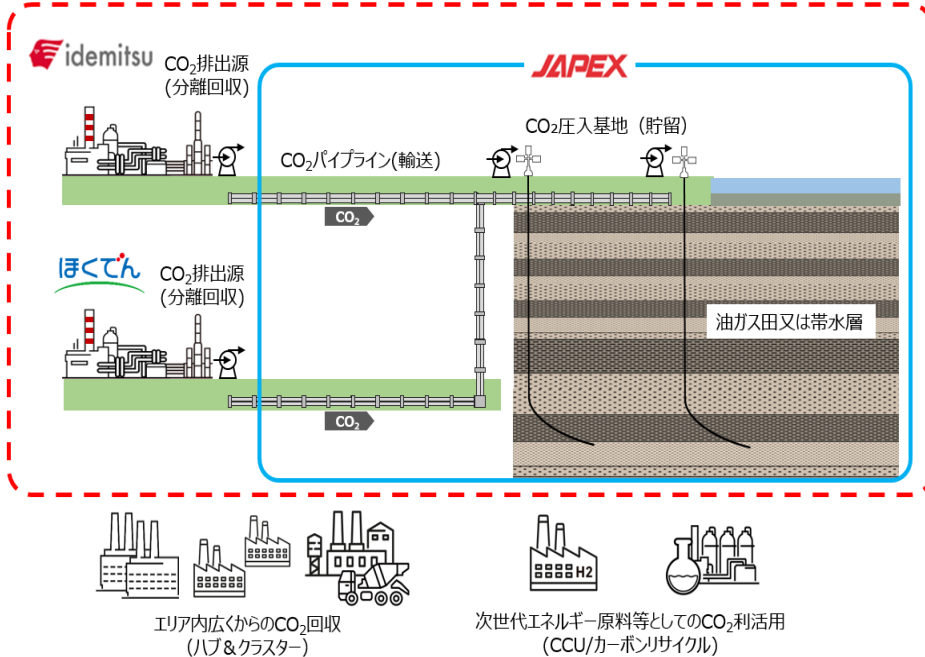 idemitsu
CO₂排出源
(分離回収)
JAPEX
CO₂圧入基地（貯留）
CO₂パイプライン(輸送)
CO₂
ほくでん
CO₂排出源
(分離回収)
油ガス田又は帯水層
CO₂
H2
エリア内広くからのCO₂回収
(ハブ＆クラスター)
次世代エネルギー原料等としてのCO₂利活用
(CCU/カーボンリサイクル)